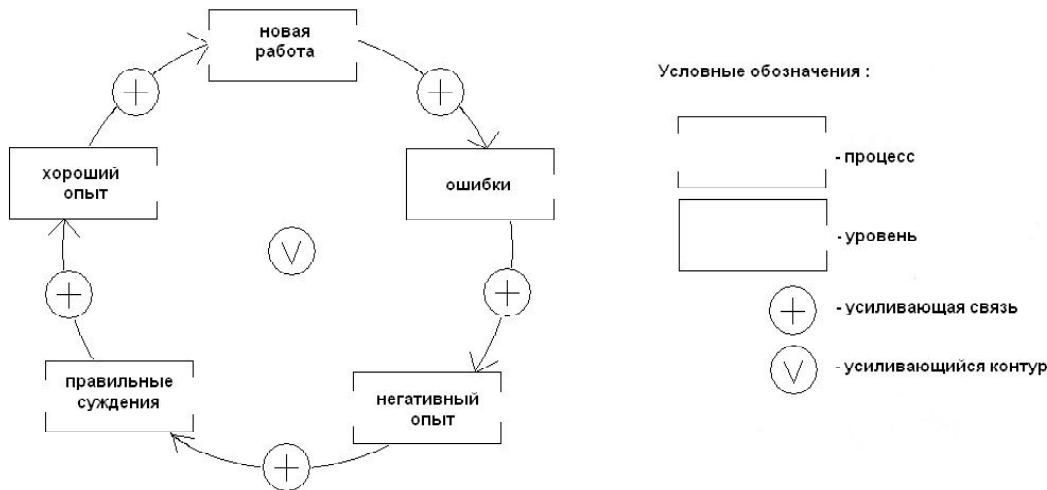 новая
работа
ошибки
негативный
опыт
правильные
суждения
хороший
опыт
Условные обозначения :
- процесс
- уровень
- усиливающая связь
- усиливающийся контур